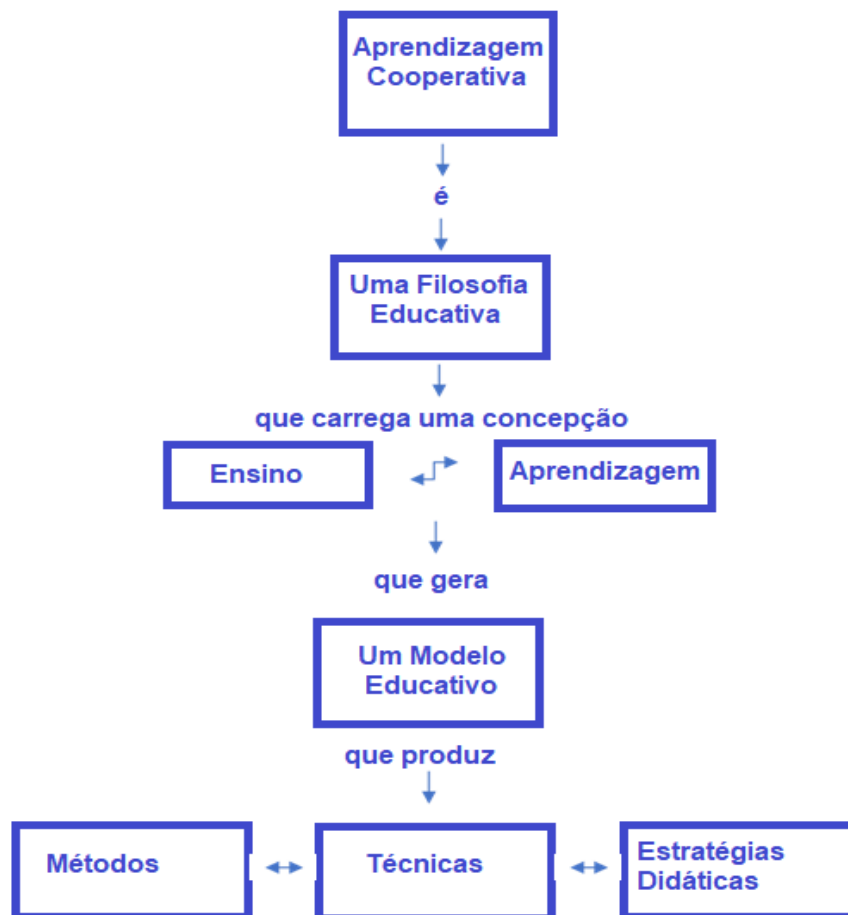 Aprendizagem
Cooperativa
é
Uma Filosofia
Educativa
que carrega uma concepção
Ensino
Aprendizagem
que gera
Um Modelo
Educativo
que produz
Métodos
Técnicas
Estratégias
Didáticas